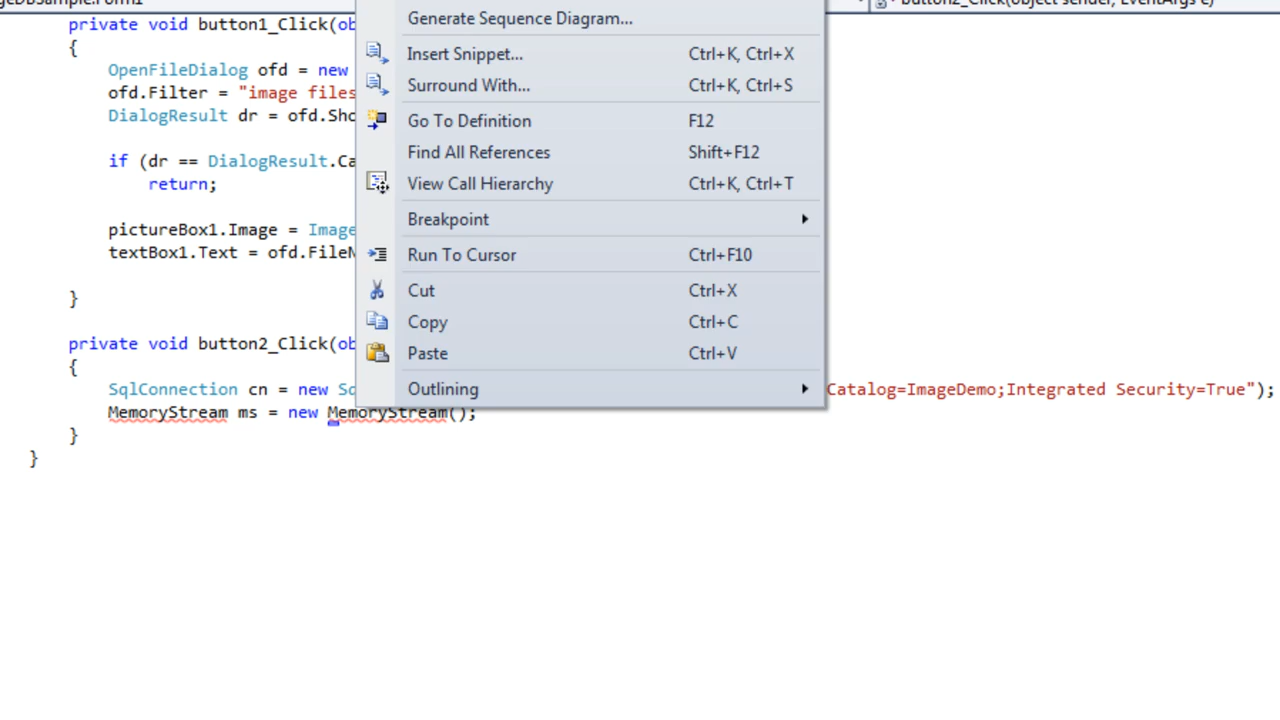 geDBSample.Form1
button2_Click(object sender, EventArgs e)
private void button1_Click(ob
{
OpenFileDialog ofd = new
ofd.Filter = "image files
DialogResult dr = ofd.Sho
if (dr == DialogResult.Ca
return;
pictureBox1.Image = Image
textBox1.Text = ofd.FileN
}
private void button2_Click(ob
{
SqlConnection cn = new Sq Catalog=ImageDemo;Integrated Security=True");
MemoryStream ms = new MemoryStream();
}
}
Generate Sequence Diagram...
Insert Snippet... Ctrl+K, Ctrl+X
Surround With... Ctrl+K, Ctrl+S
Go To Definition F12
Find All References Shift+F12
View Call Hierarchy Ctrl+K, Ctrl+T
Breakpoint
Run To Cursor Ctrl+F10
Cut Ctrl+X
Copy Ctrl+C
Paste Ctrl+V
Outlining